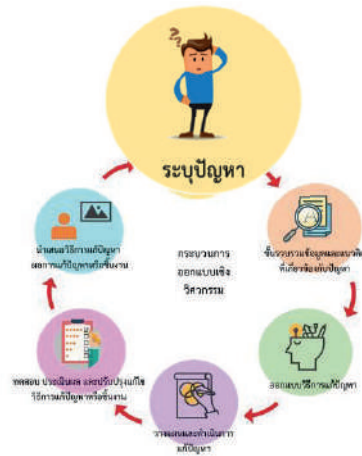 ระบุปัญหา
ขั้นรวบรวมข้อมูลและแนวคิด
ที่เกี่ยวข้องกับปัญหา
ออกแบบวิธีการแก้ปัญหา
วางแผนและดำเนินการ
แก้ปัญหา
ทดสอบ ประเมินผล และปรับปรุงแก้ไข
วิธีการแก้ปัญหาหรือชิ้นงาน
นำเสนอวิธีการแก้ปัญหา
ผลการแก้ปัญหาหรือชิ้นงาน
กระบวนการ
ออกแบบเชิง
วิศวกรรม